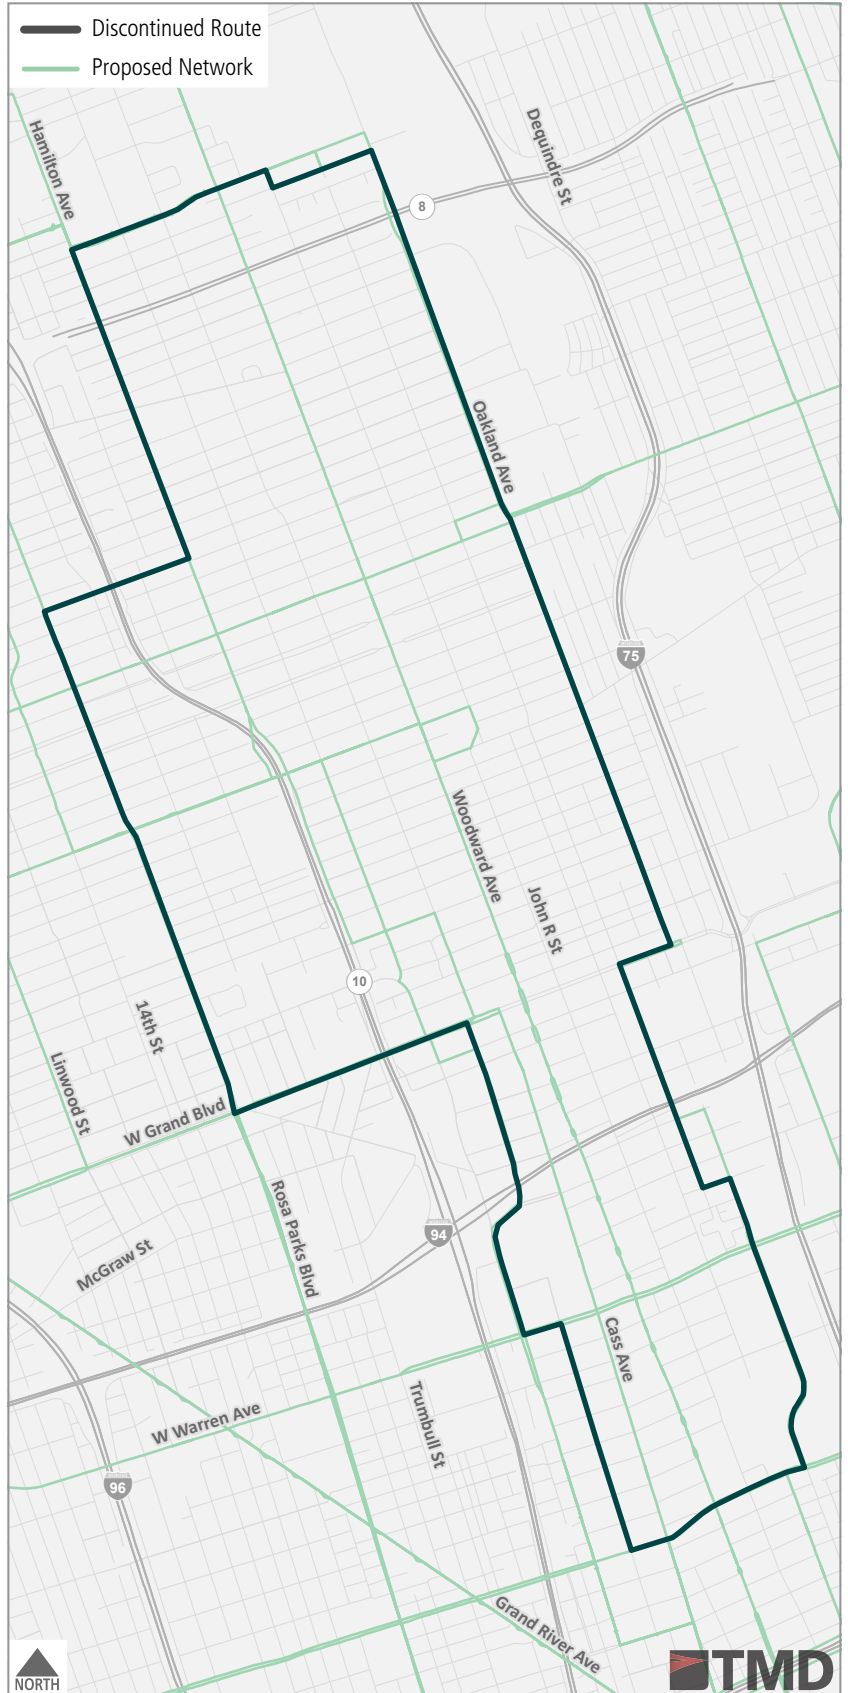 Discontinued Route
Proposed Network
Hamilton Ave
Dequindre St
8
Oakland Ave
75
Woodward Ave
John R St
10
14th St
Linwood St
W Grand Blvd
Rosa Parks Blvd
94
McGraw St
Cass Ave
Trumbull St
W Warren Ave
96
Grand River Ave
NORTH
TMD